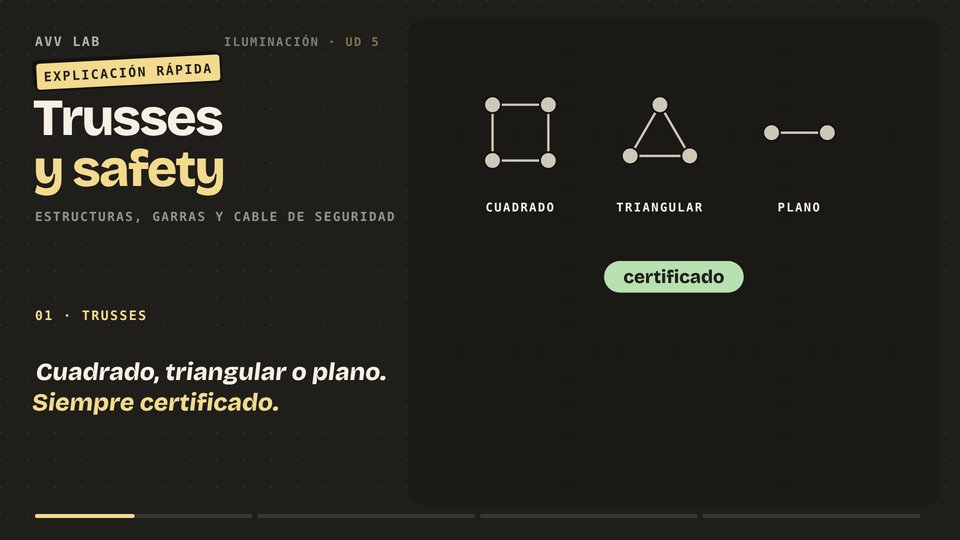 AVV LAB
ILUMINACIÓN · UD 5
EXPLICACIÓN RÁPIDA
Trusses
y safety
ESTRUCTURAS, GARRAS Y CABLE DE SEGURIDAD
01 · TRUSSES
Cuadrado, triangular o plano.
Siempre certificado.
CUADRADO
TRIANGULAR
PLANO
certificado